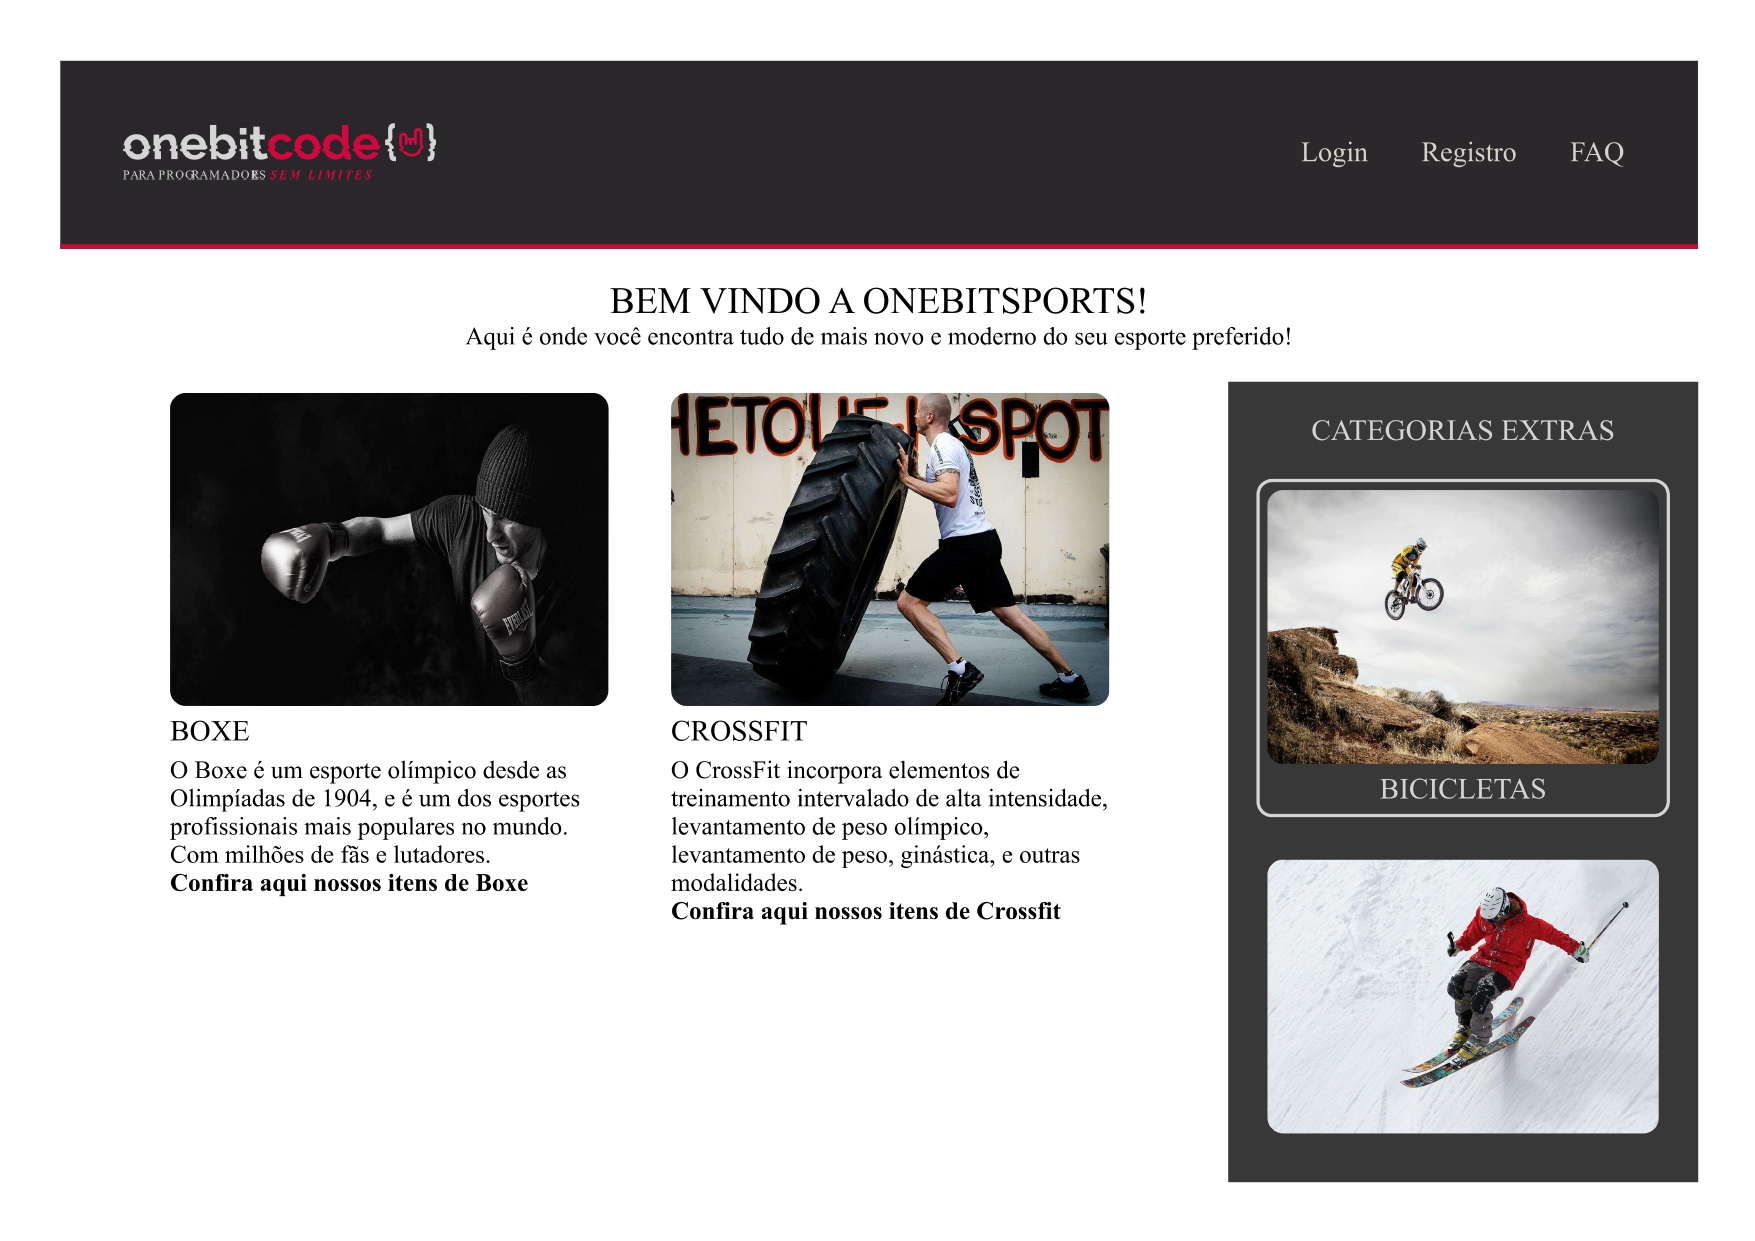 onebitcode{}
PARA PROGRAMADORES SEM LIMITES
Login Registro FAQ
BEM VINDO A ONEBITSPORTS!
Aqui é onde você encontra tudo de mais novo e moderno do seu esporte preferido!
EVERLAST
BOXE
O Boxe é um esporte olímpico desde as
Olimpíadas de 1904, e é um dos esportes
profissionais mais populares no mundo.
Com milhões de fãs e lutadores.
Confira aqui nossos itens de Boxe
SPOT
CROSSFIT
O CrossFit incorpora elementos de
treinamento intervalado de alta intensidade,
levantamento de peso olímpico,
levantamento de peso, ginástica, e outras
modalidades.
Confira aqui nossos itens de Crossfit
CATEGORIAS EXTRAS
BICICLETAS